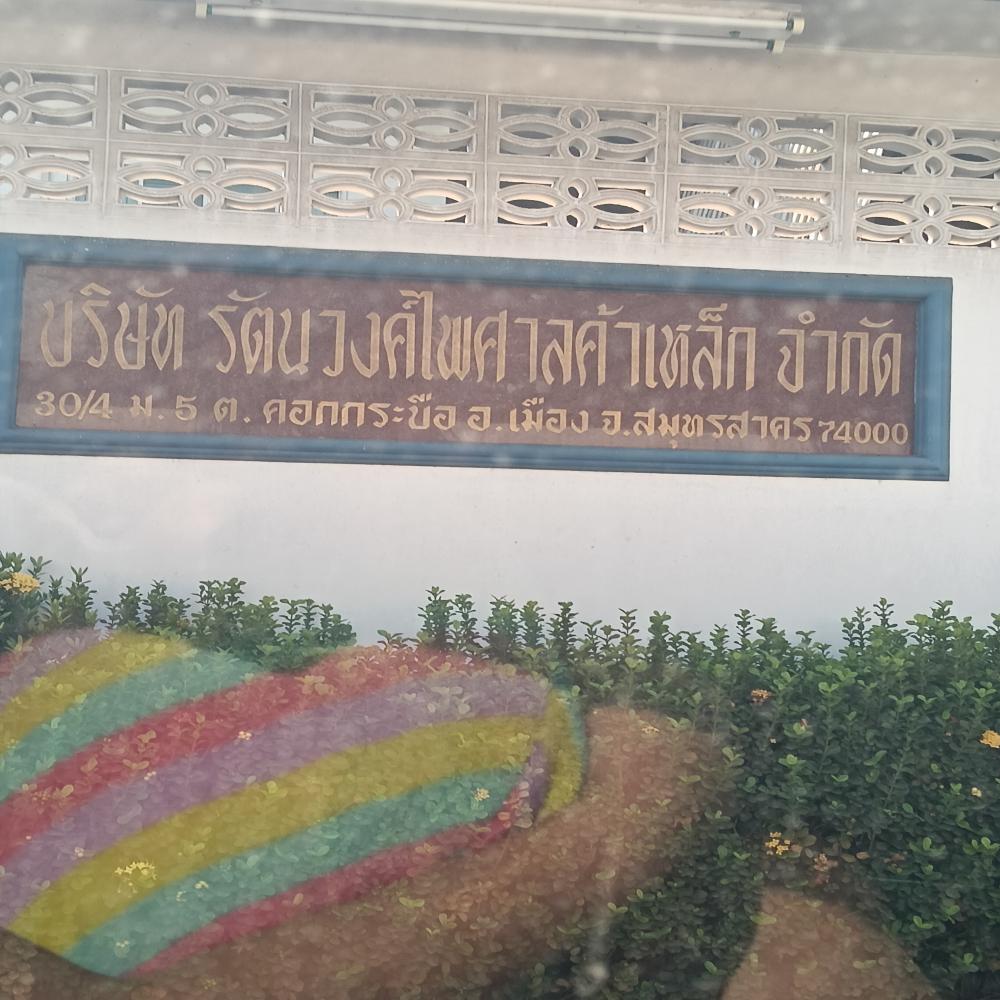 บริษัท รัตนวงศ์ไพศาลค้าเหล็ก จำกัด
30/4 ม. 5 ต. คอกกระบือ อ.เมือง จ.สมุทรสาคร 74000